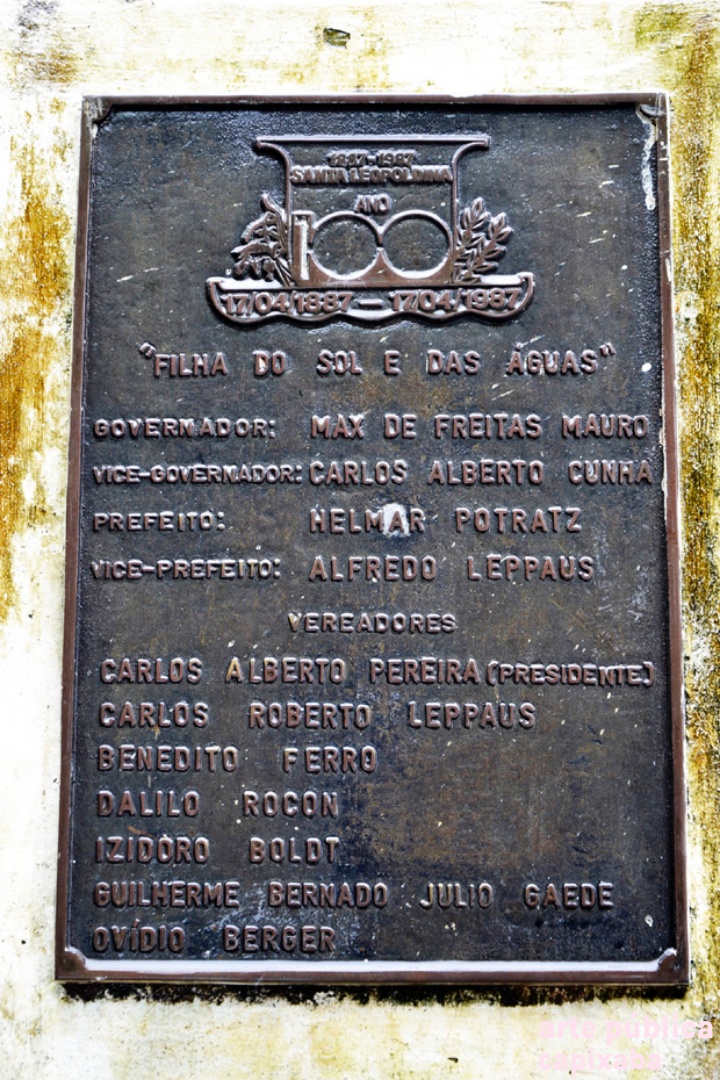 1887-1987
SANTA LEOPOLDINA
ANO
100
17/04/1887 — 17/04/1987
"FILHA DO SOL E DAS ÁGUAS"
GOVERNADOR: MAX DE FREITAS MAURO
VICE-GOVERNADOR: CARLOS ALBERTO CUNHA
PREFEITO: HELMAR POTRATZ
VICE-PREFEITO: ALFREDO LEPPAUS
VEREADORES
CARLOS ALBERTO PEREIRA (PRESIDENTE)
CARLOS ROBERTO LEPPAUS
BENEDITO FERRO
DALILO ROCON
IZIDORO BOLDT
GUILHERME BERNADO JULIO GAEDE
OVÍDIO BERGER
arte pública
capixaba